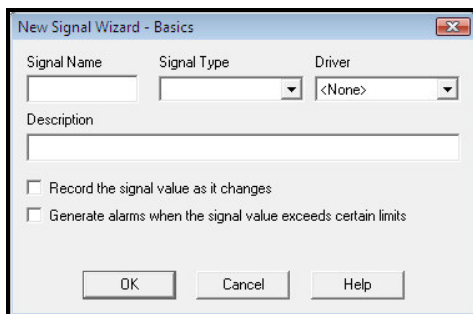 New Signal Wizard - Basics
Signal Name Signal Type Driver
<None>
Description
Record the signal value as it changes
Generate alarms when the signal value exceeds certain limits
OK Cancel Help